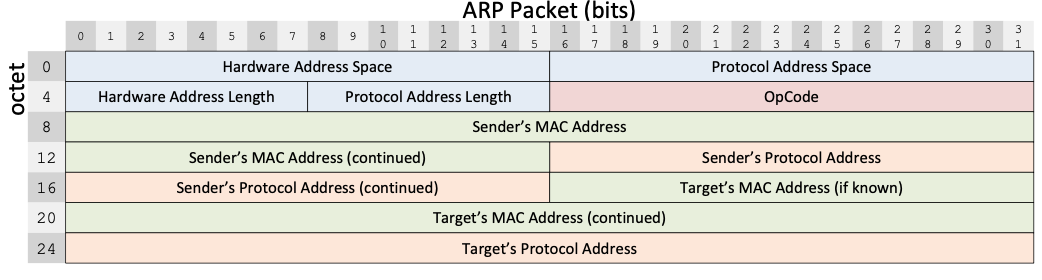 ARP Packet (bits)
0 1 2 3 4 5 6 7 8 9 10 11 12 13 14 15 16 17 18 19 20 21 22 23 24 25 26 27 28 29 30 31
octet
0 Hardware Address Space Protocol Address Space
4 Hardware Address Length Protocol Address Length OpCode
8 Sender’s MAC Address
12 Sender’s MAC Address (continued) Sender’s Protocol Address
16 Sender’s Protocol Address (continued) Target’s MAC Address (if known)
20 Target’s MAC Address (continued)
24 Target’s Protocol Address